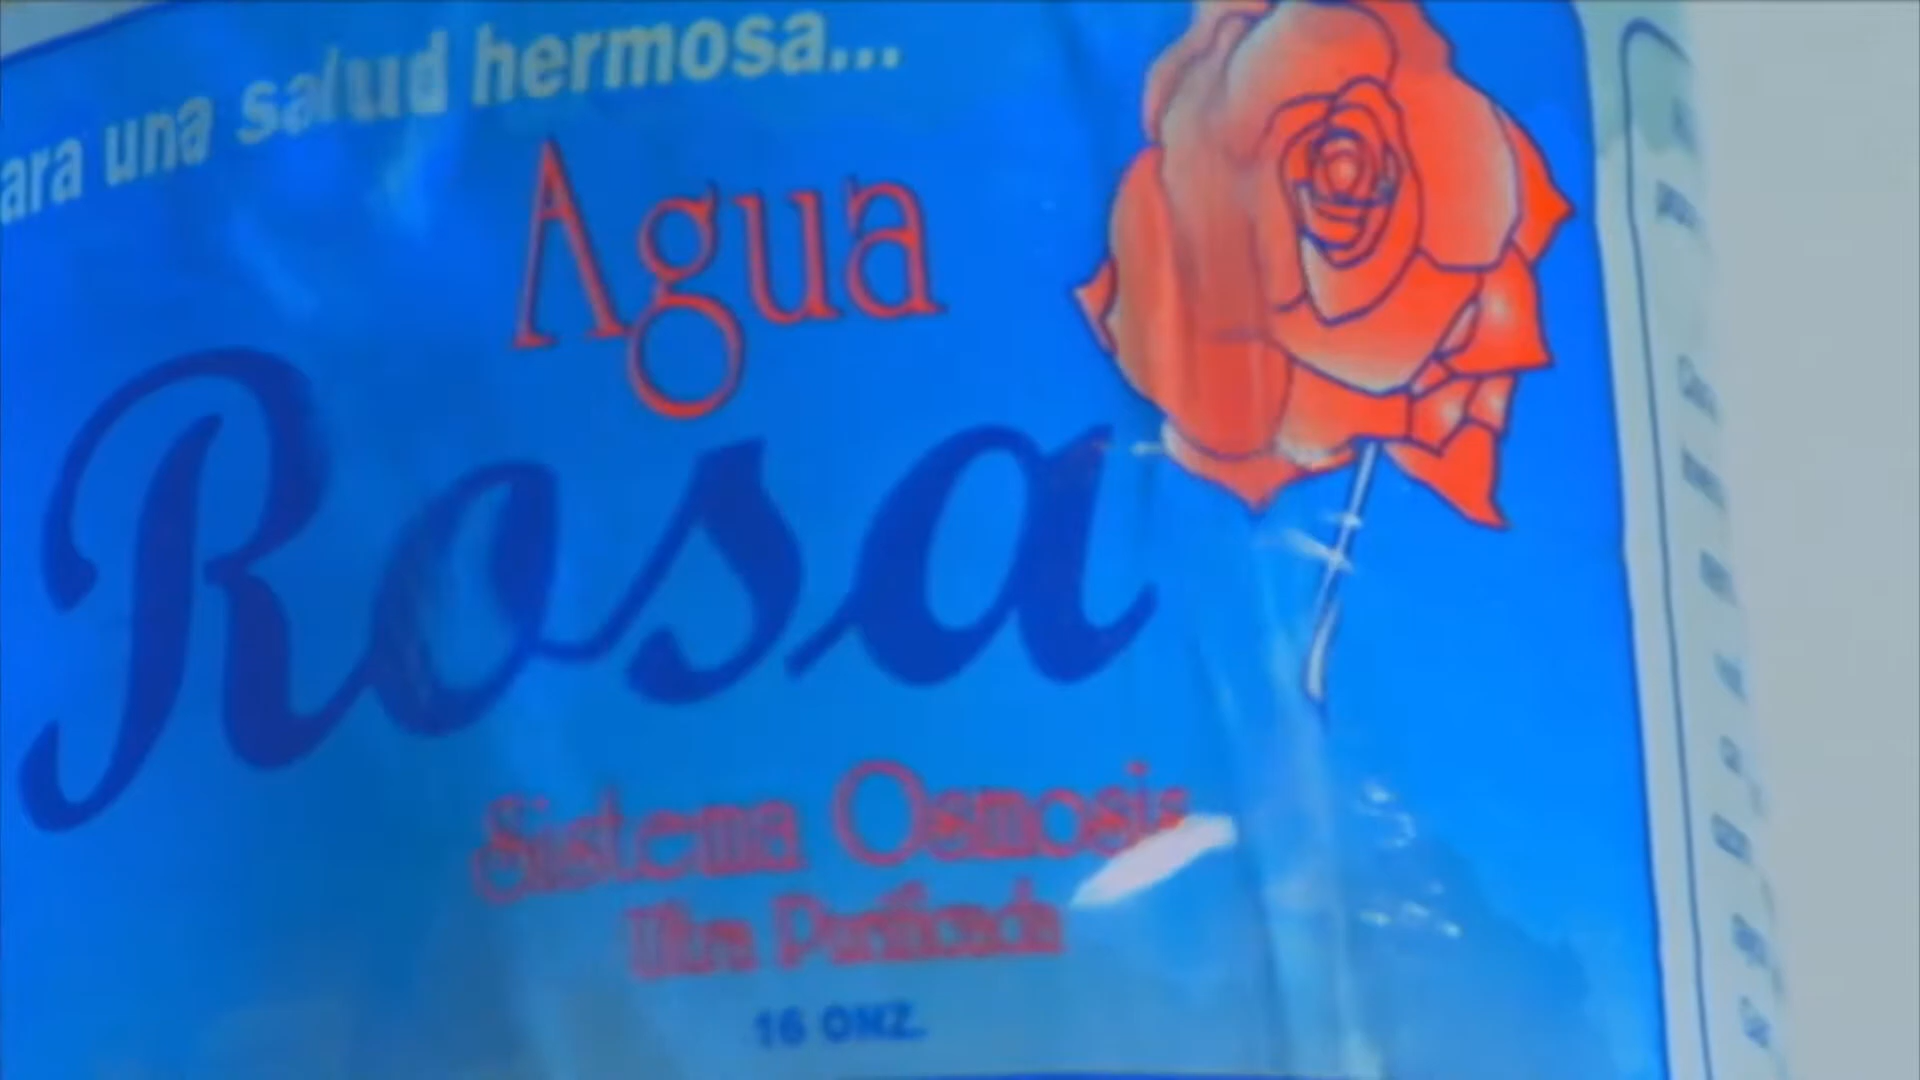 ara una salud hermosa...
Agua
Rosa
Sistema Osmosis
Ultra Purificada
16 ONZ.